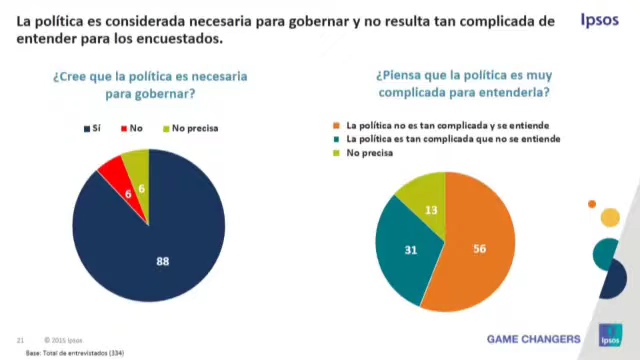 La política es considerada necesaria para gobernar y no resulta tan complicada de
entender para los encuestados.
Ipsos
¿Cree que la política es necesaria
para gobernar?
Sí
No
No precisa
6
6
88
¿Piensa que la política es muy
complicada para entenderla?
La política no es tan complicada y se entiende
La política es tan complicada que no se entiende
No precisa
13
31
56
21
© 2015 Ipsos
Base: Total de entrevistados (334)
GAME CHANGERS
Ipsos